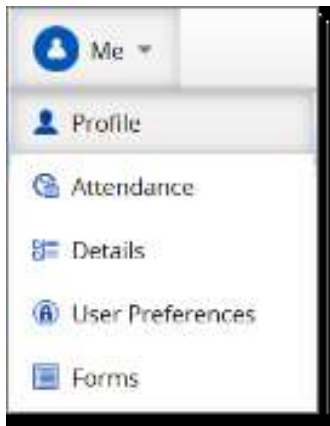 Me
Profile
Attendance
Details
User Preferences
Forms